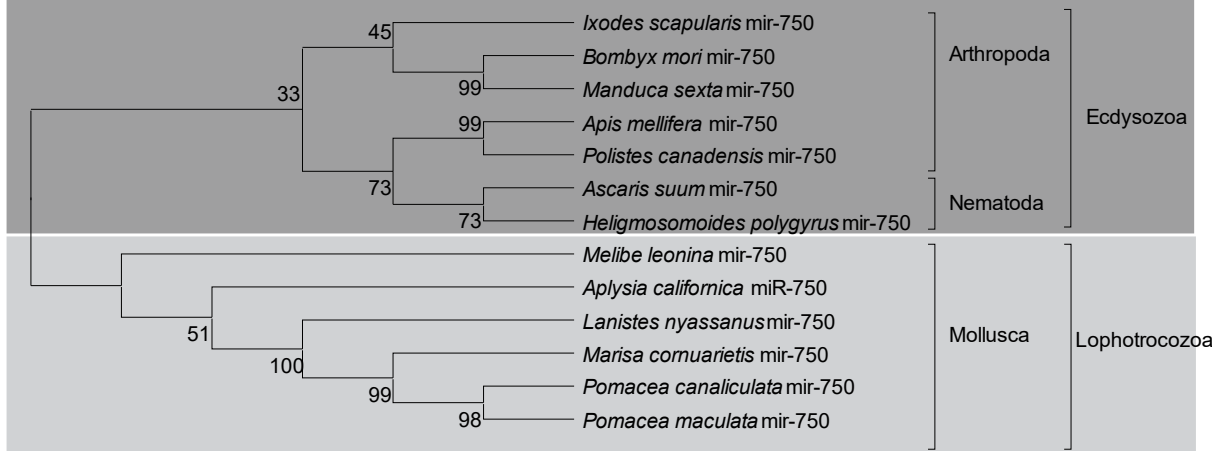 Ixodes scapularis mir-750
45
Bombyx mori mir-750
Arthropoda
99
Manduca sexta mir-750
33
Ecdysozoa
99
Apis mellifera mir-750
Polistes canadensis mir-750
73
Ascaris suum mir-750
Nematoda
73
Heligmosomoides polygyrus mir-750
Melibe leonina mir-750
Aplysia californica miR-750
51
Lanistes nyassanus mir-750
Mollusca
Lophotrocozoa
100
Marisa cornuarietis mir-750
99
Pomacea canaliculata mir-750
98
Pomacea maculata mir-750